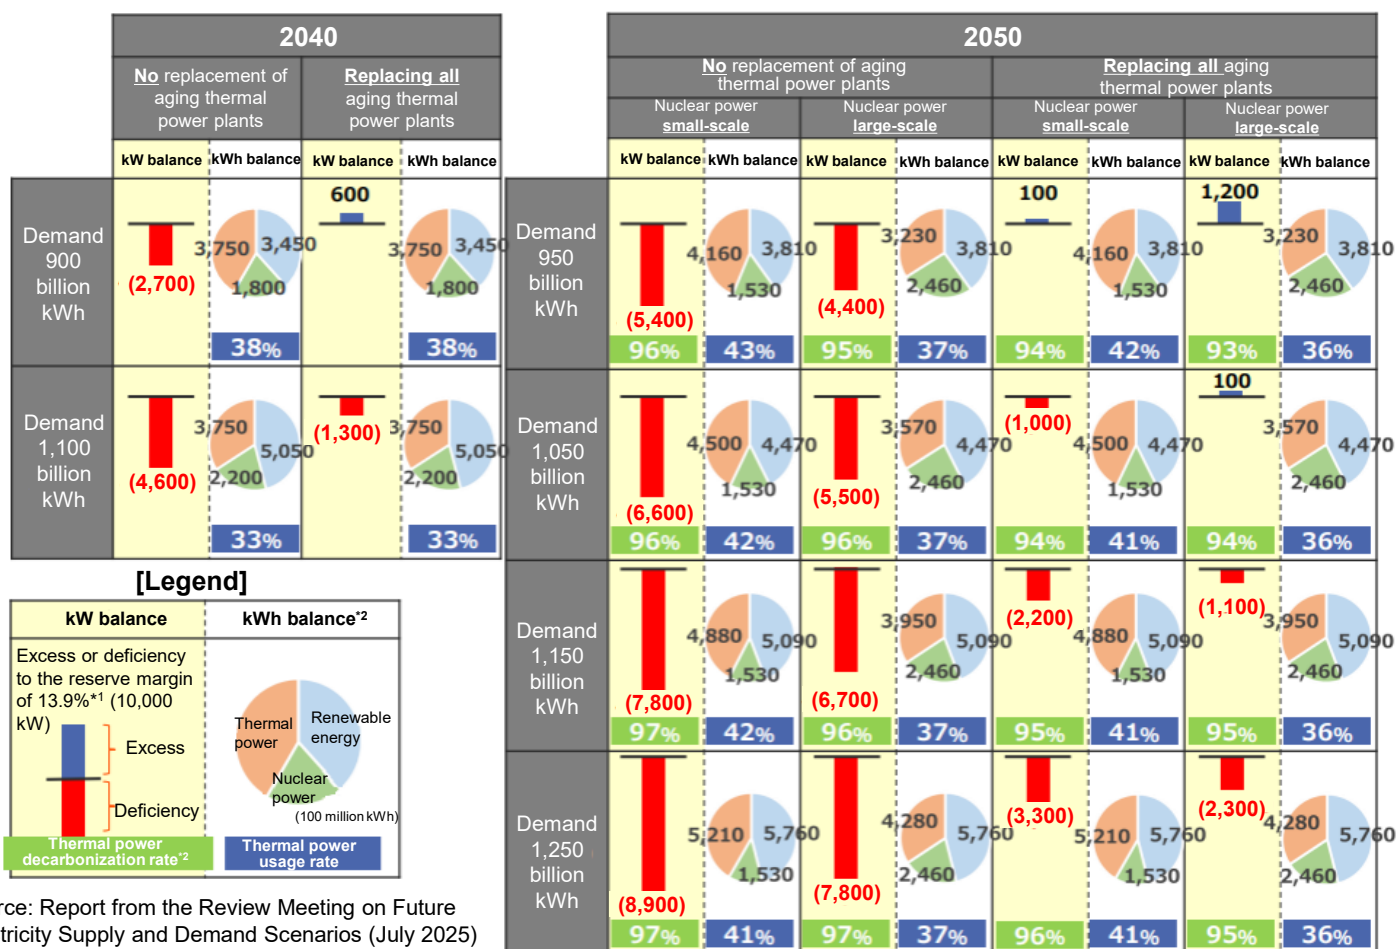 2040
No replacement of
aging thermal
power plants
Replacing all
aging thermal
power plants
kW balance
kWh balance
kW balance
kWh balance
Demand
900
billion
kWh
(2,700)
3,750
3,450
1,800
38%
600
3,750
3,450
1,800
38%
Demand
1,100
billion
kWh
(4,600)
3,750
5,050
2,200
33%
(1,300)
3,750
5,050
2,200
33%
2050
No replacement of aging
thermal power plants
Replacing all aging
thermal power plants
Nuclear power
small-scale
Nuclear power
large-scale
Nuclear power
small-scale
Nuclear power
large-scale
kW balance
kWh balance
kW balance
kWh balance
kW balance
kWh balance
kW balance
kWh balance
Demand
950
billion
kWh
(5,400)
96%
4,160
3,810
1,530
43%
(4,400)
95%
3,230
3,810
2,460
37%
100
94%
4,160
3,810
1,530
42%
1,200
93%
3,230
3,810
2,460
36%
Demand
1,050
billion
kWh
(6,600)
96%
4,500
4,470
1,530
42%
(5,500)
96%
3,570
4,470
2,460
37%
(1,000)
94%
4,500
4,470
1,530
41%
100
94%
3,570
4,470
2,460
36%
Demand
1,150
billion
kWh
(7,800)
97%
4,880
5,090
1,530
42%
(6,700)
96%
3,950
5,090
2,460
37%
(2,200)
95%
4,880
5,090
1,530
41%
(1,100)
95%
3,950
5,090
2,460
36%
Demand
1,250
billion
kWh
(8,900)
97%
5,210
5,760
1,530
41%
(7,800)
97%
4,280
5,760
2,460
37%
(3,300)
96%
5,210
5,760
1,530
41%
(2,300)
95%
4,280
5,760
2,460
36%
[Legend]
kW balance
kWh balance*2
Excess or deficiency
to the reserve margin
of 13.9%*1 (10,000
kW)
Excess
Deficiency
Thermal power
decarbonization rate*2
Thermal
power
Renewable
energy
Nuclear
power
(100 million kWh)
Thermal power
usage rate
rce: Report from the Review Meeting on Future
tricity Supply and Demand Scenarios (July 2025)